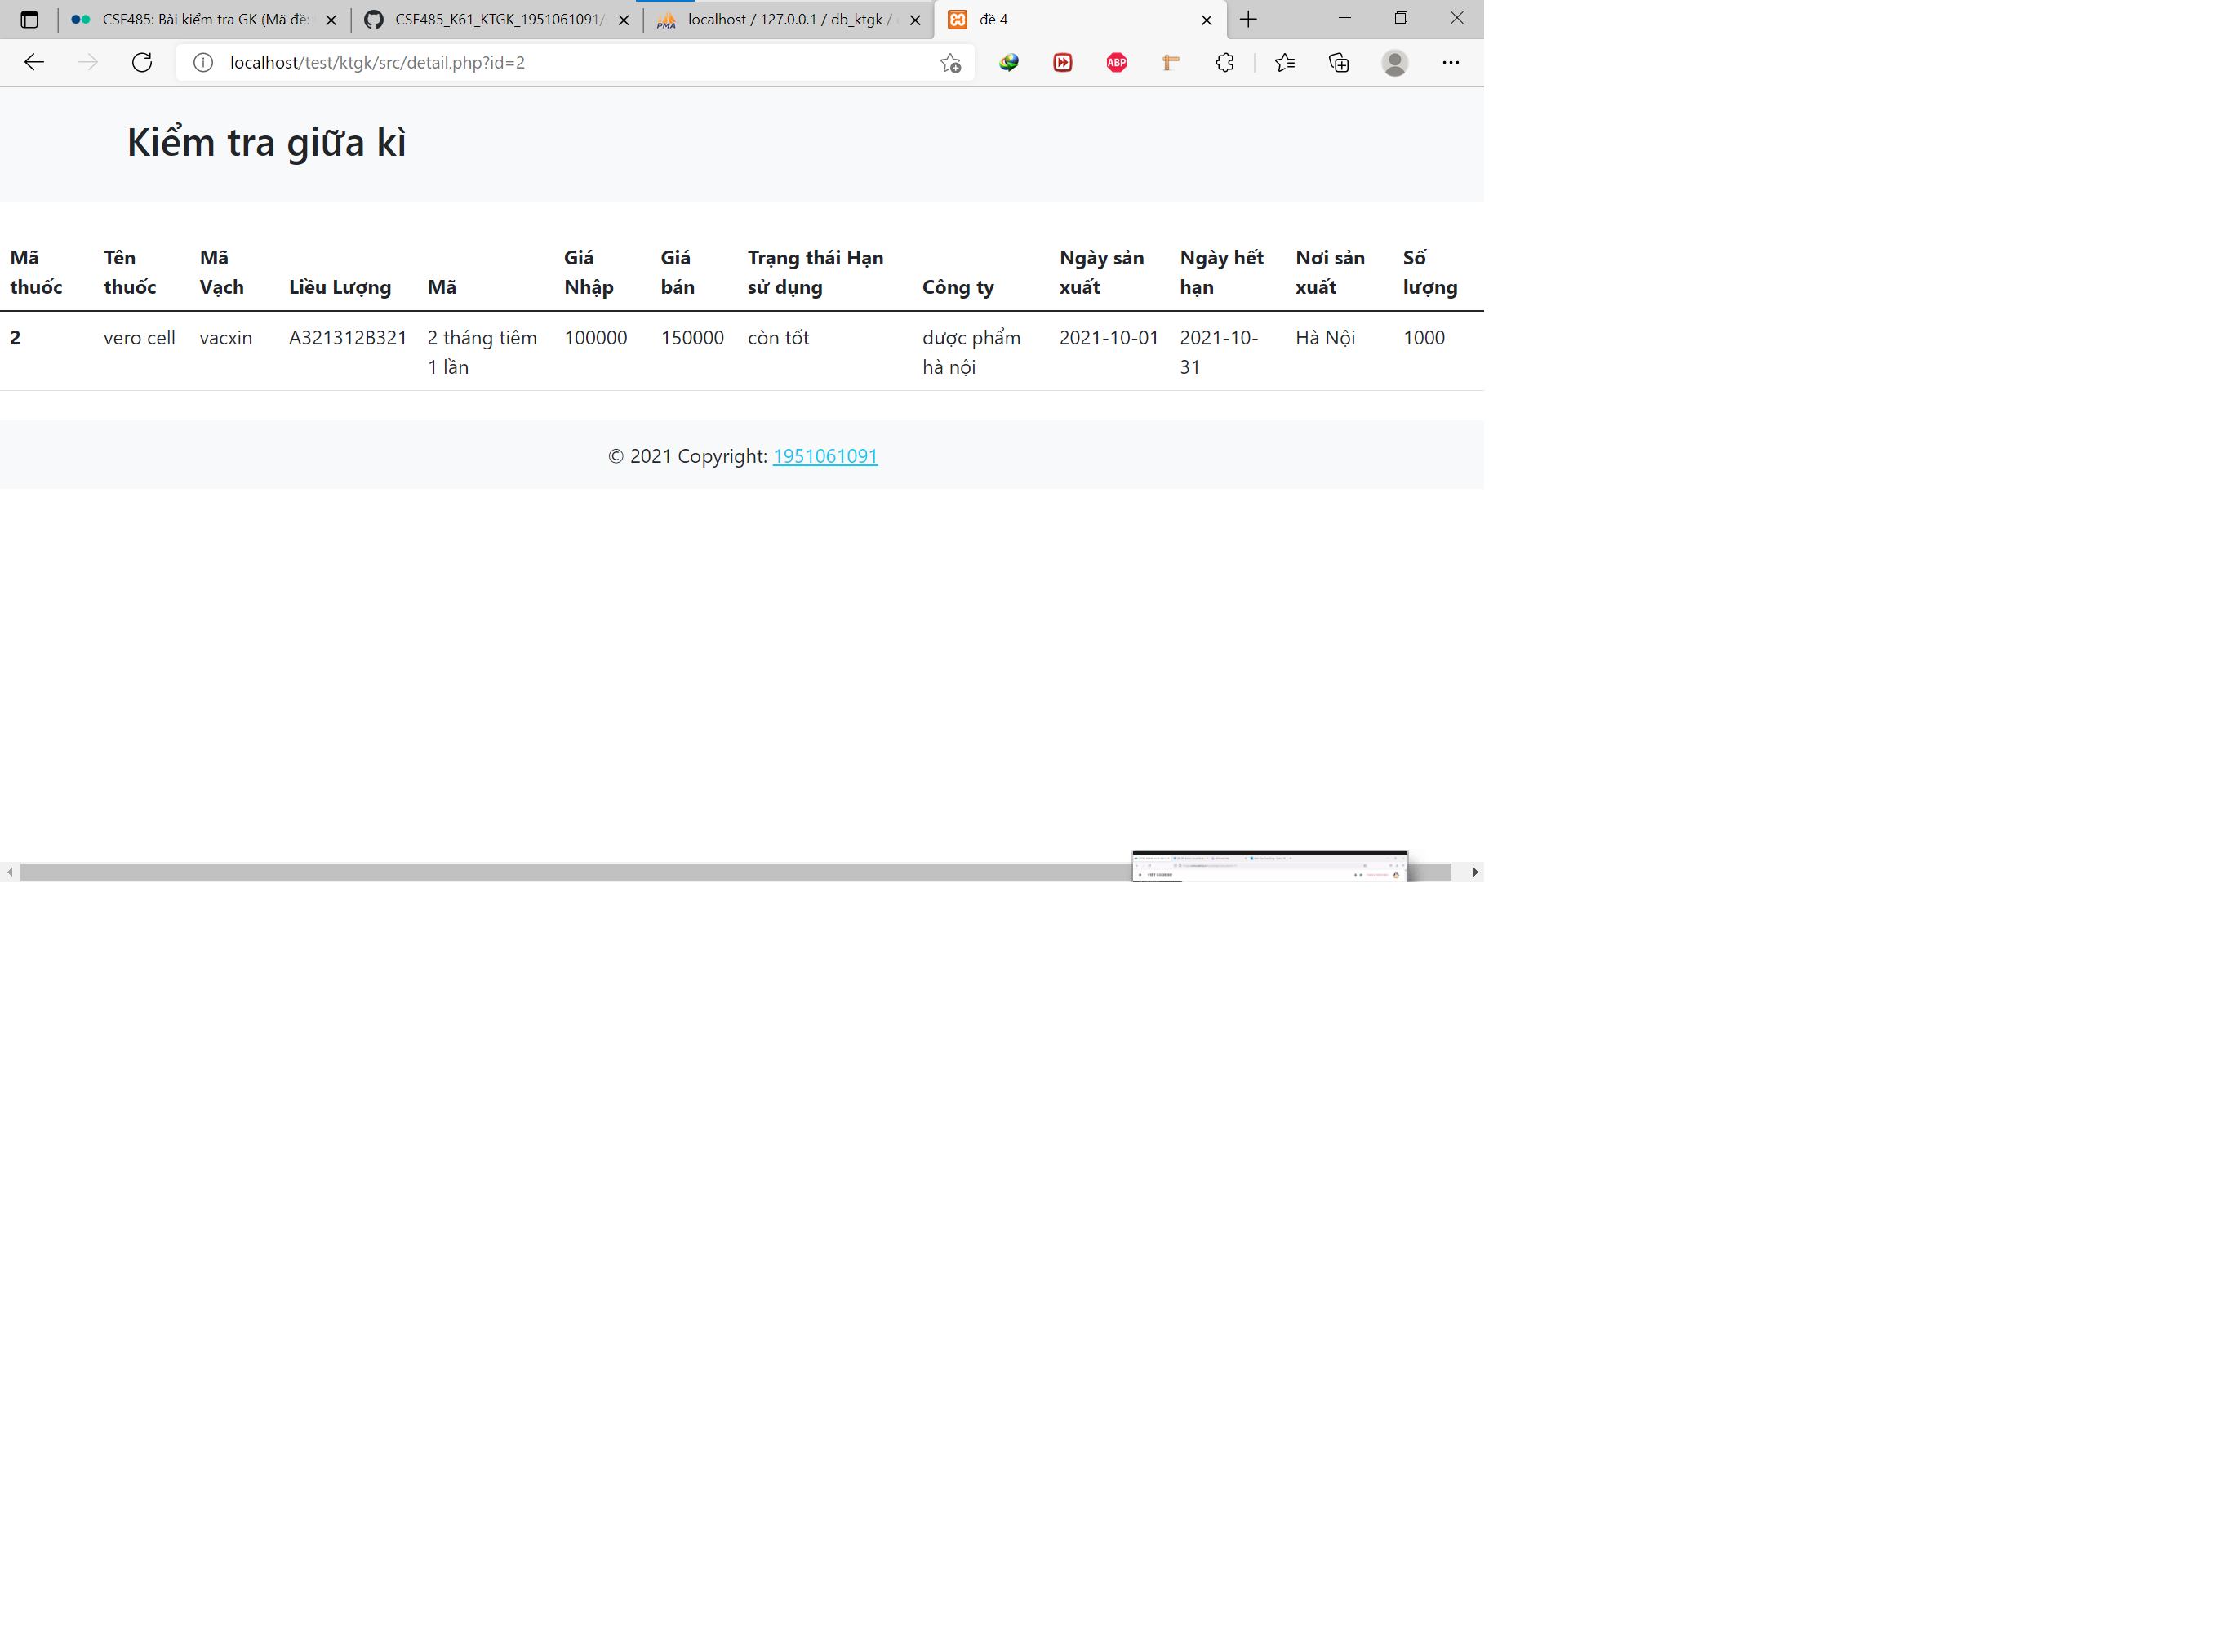 CSE485: Bài kiểm tra GK (Mã đề:
CSE485_K61_KTGK_1951061091/
localhost / 127.0.0.1 / db_ktgk /
đề 4
localhost/test/ktgk/src/detail.php?id=2
ABP
Kiểm tra giữa kì
Mã thuốc
Tên thuốc
Mã Vạch
Liều Lượng
Mã
Giá Nhập
Giá bán
Trạng thái Hạn sử dụng
Công ty
Ngày sản xuất
Ngày hết hạn
Nơi sản xuất
Số lượng
2
vero cell
vacxin
A321312B321
2 tháng tiêm 1 lần
100000
150000
còn tốt
dược phẩm hà nội
2021-10-01
2021-10-31
Hà Nội
1000
© 2021 Copyright: 1951061091